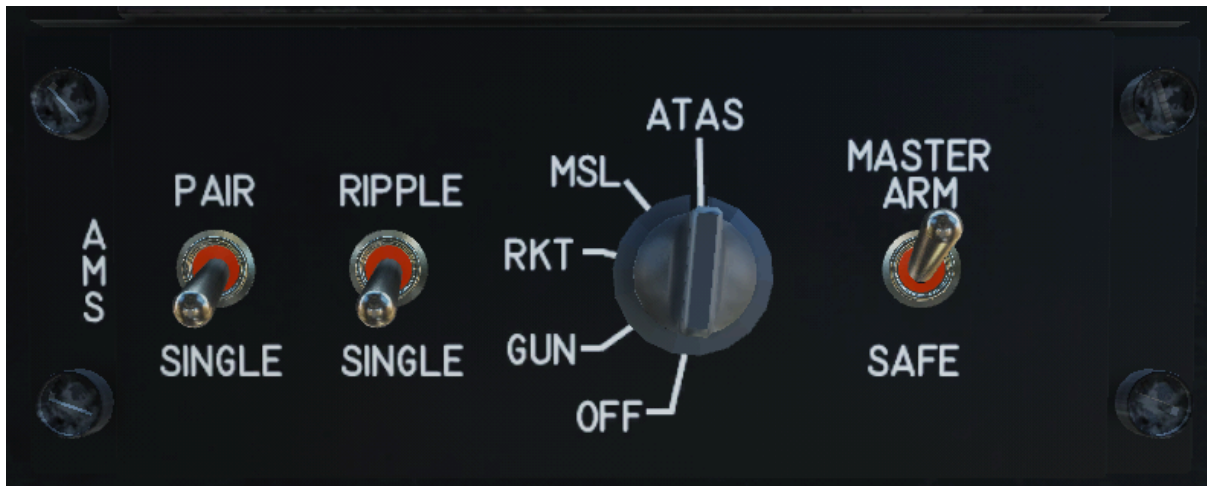 AMS
PAIR
SINGLE
RIPPLE
SINGLE
ATAS
MSL
RKT
GUN
OFF
MASTER
ARM
SAFE